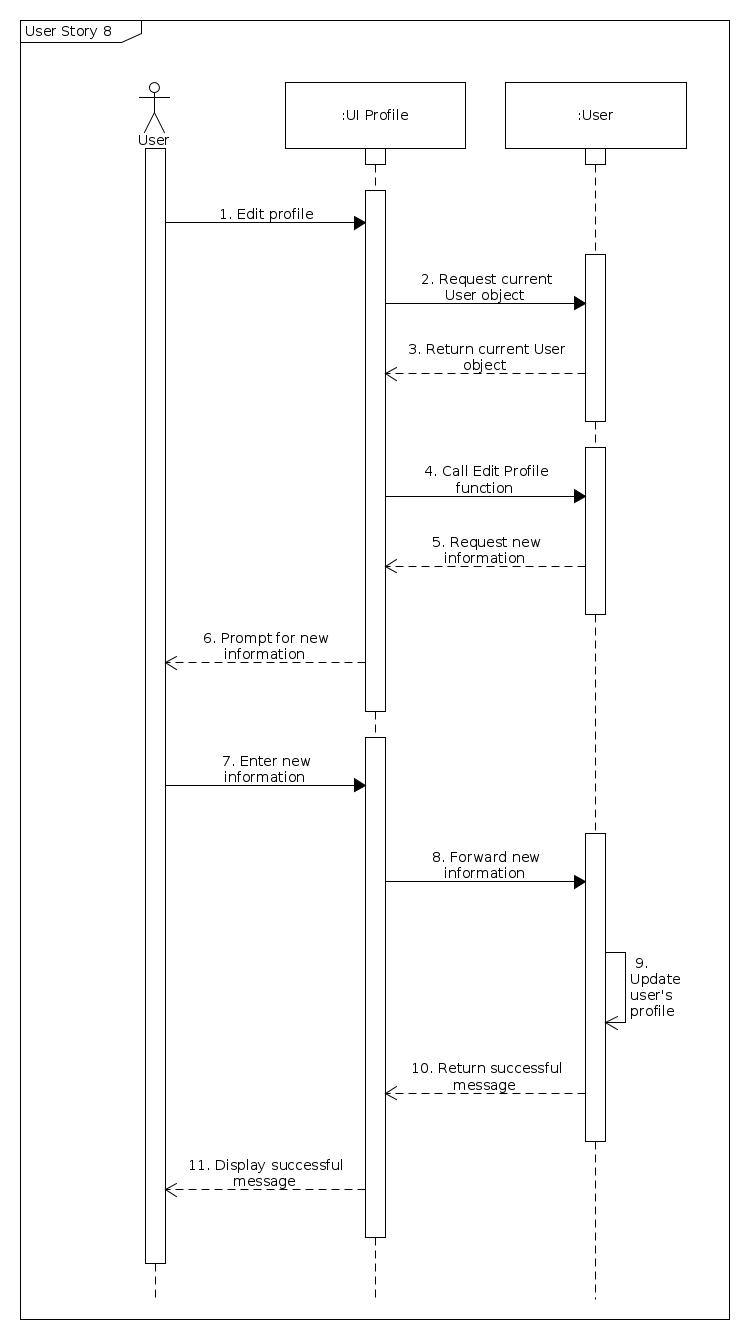 User Story 8
User
:UI Profile
:User
1. Edit profile
2. Request current
User object
3. Return current User
object
4. Call Edit Profile
function
5. Request new
information
6. Prompt for new
information
7. Enter new
information
8. Forward new
information
9.
Update
user's
profile
10. Return successful
message
11. Display successful
message